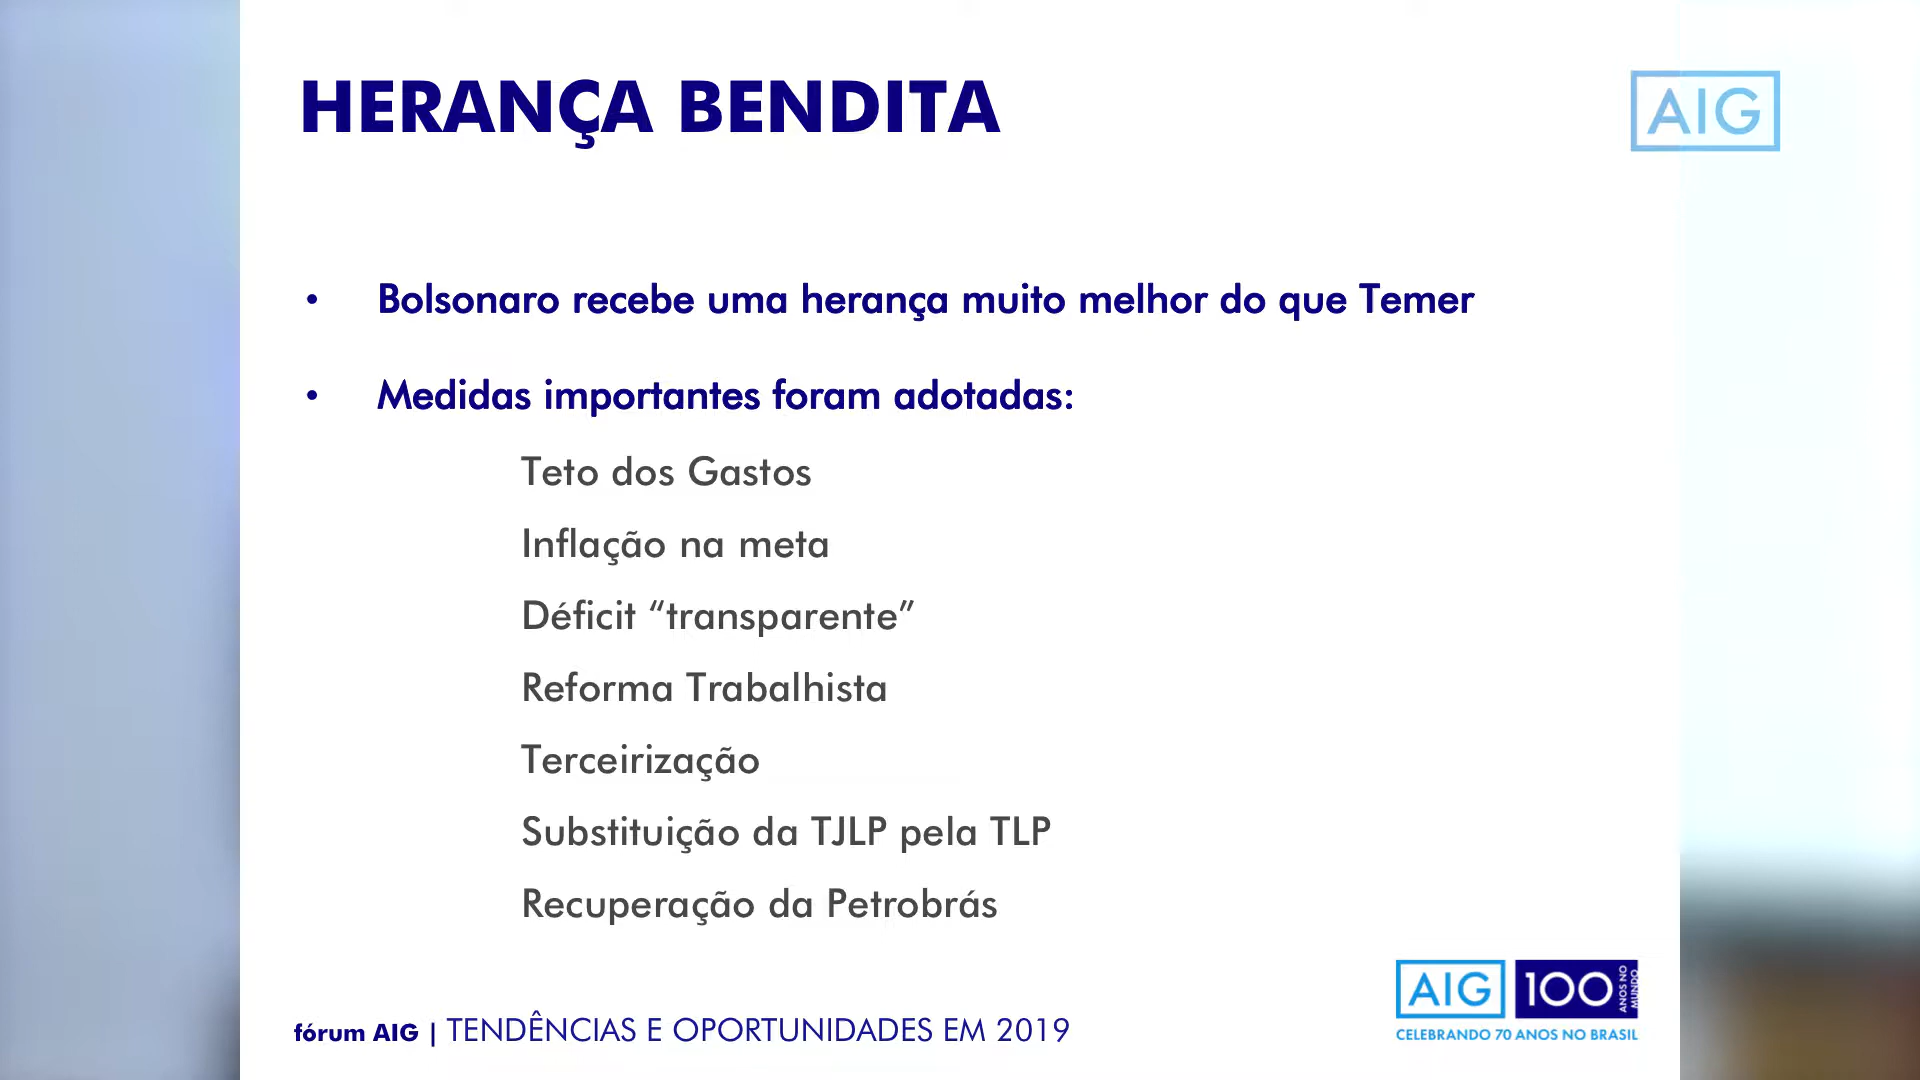 HERANÇA BENDITA
AIG
• Bolsonaro recebe uma herança muito melhor do que Temer
• Medidas importantes foram adotadas:
Teto dos Gastos
Inflação na meta
Déficit “transparente”
Reforma Trabalhista
Terceirização
Substituição da TJLP pela TLP
Recuperação da Petrobrás
AIG 100 ANOS NO MUNDO
CELEBRANDO 70 ANOS NO BRASIL
fórum AIG | TENDÊNCIAS E OPORTUNIDADES EM 2019